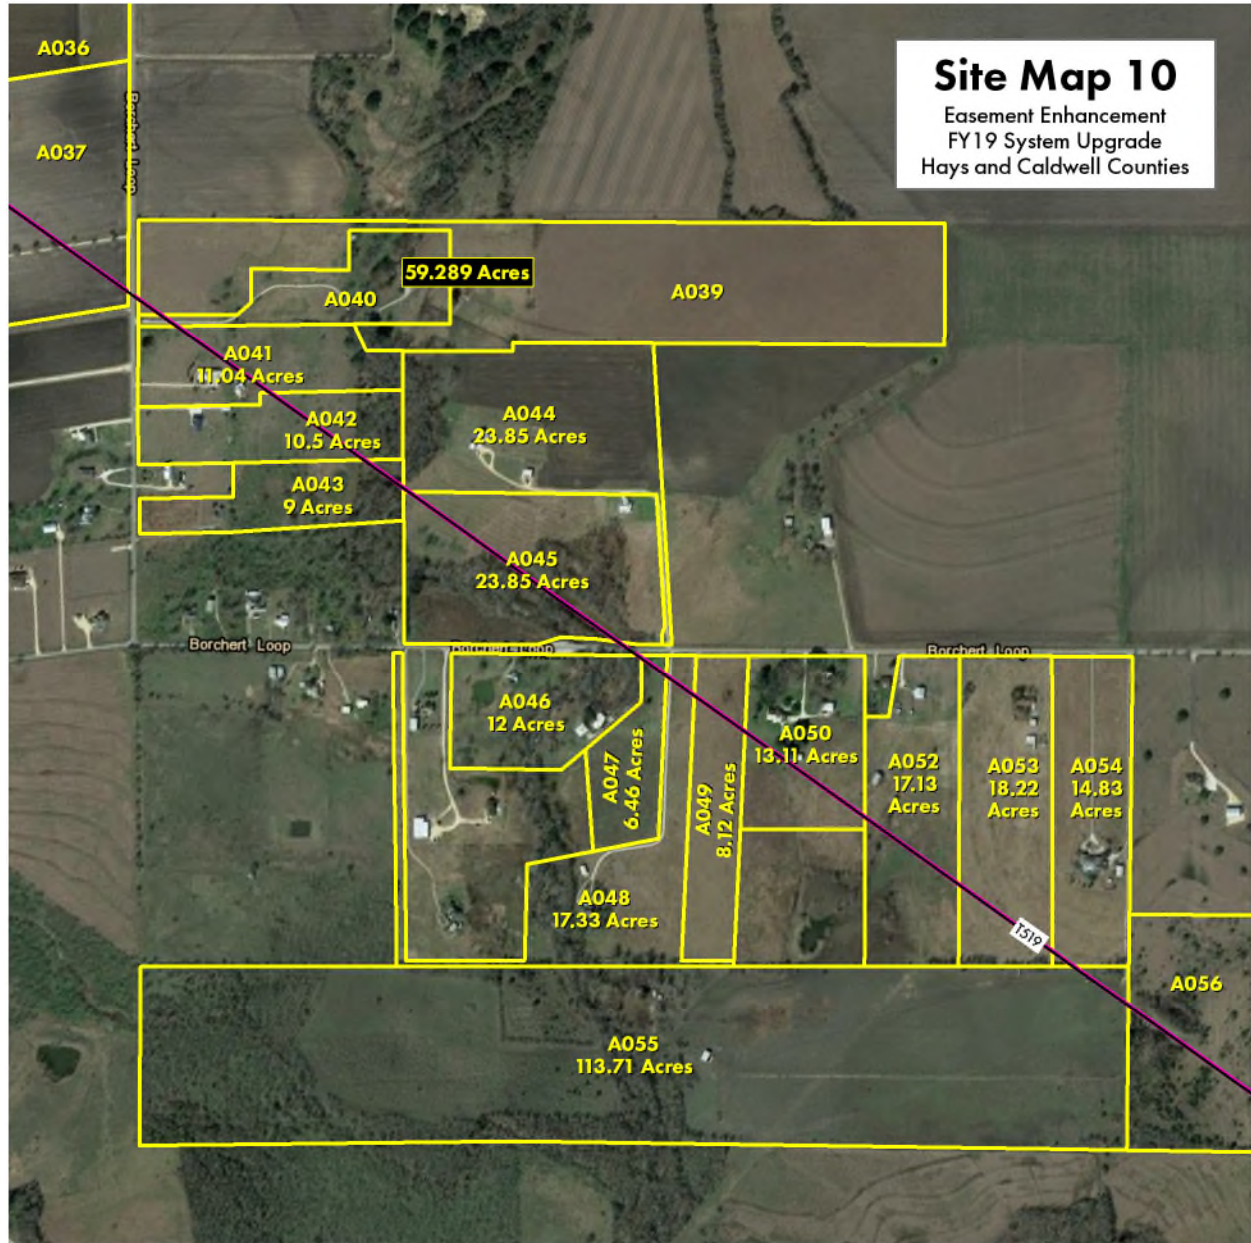 Site Map 10
Easement Enhancement
FY19 System Upgrade
Hays and Caldwell Counties
A036
A037
Borchert Loop
59.289 Acres
A039
A040
A041
11.04 Acres
A042
10.5 Acres
A043
9 Acres
A044
23.85 Acres
A045
23.85 Acres
Borchert Loop
Borchert Loop
Borchert Loop
A046
12 Acres
A047
6.46 Acres
A048
17.33 Acres
A049
8.12 Acres
A050
13.11 Acres
A052
17.13
Acres
A053
18.22
Acres
A054
14.83
Acres
T519
A056
A055
113.71 Acres